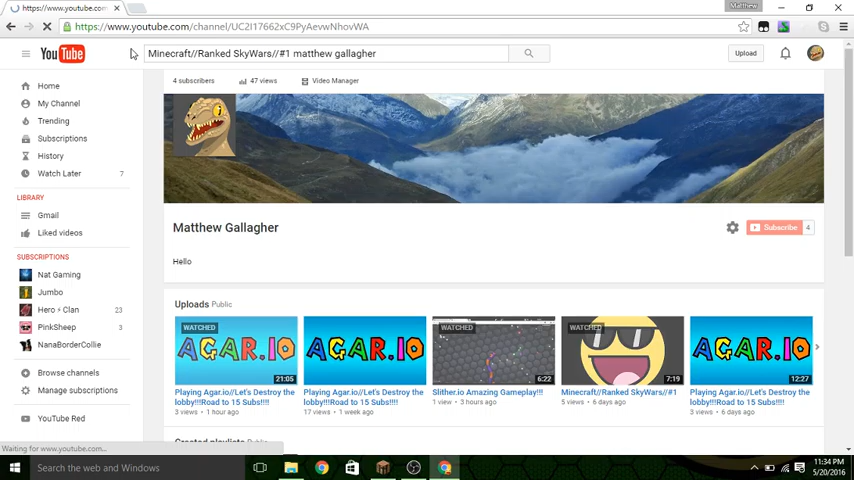 https://www.youtube.com/c
Matthew
https://www.youtube.com/channel/UC2I17662xC9PyAevwNhovWA
YouTube
Minecraft//Ranked SkyWars//#1 matthew gallagher
Upload
4 subscribers
47 views
Video Manager
Home
My Channel
Trending
Subscriptions
History
Watch Later 7
LIBRARY
Gmail
Liked videos
SUBSCRIPTIONS
Nat Gaming
Jumbo
Hero ⚡ Clan 23
PinkSheep 3
NanaBorderCollie
Browse channels
Manage subscriptions
YouTube Red
Matthew Gallagher
Subscribe 4
Hello
Uploads Public
WATCHED
AGAR.IO
21:05
Playing Agar.io//Let's Destroy the
lobby!!!Road to 15 Subs!!!!
3 views • 1 hour ago
AGAR.IO
Playing Agar.io//Let's Destroy the
lobby!!!Road to 15 Subs!!!!
17 views • 1 week ago
WATCHED
6:22
Slither.io Amazing Gameplay!!!
1 view • 3 hours ago
WATCHED
7:19
Minecraft//Ranked SkyWars//#1
5 views • 6 days ago
AGAR.IO
12:27
Playing Agar.io//Let's Destroy the
lobby!!!Road to 15 Subs!!!!
3 views • 6 days ago
Created playlists Public
Waiting for www.youtube.com...
Search the web and Windows
11:34 PM
5/20/2016